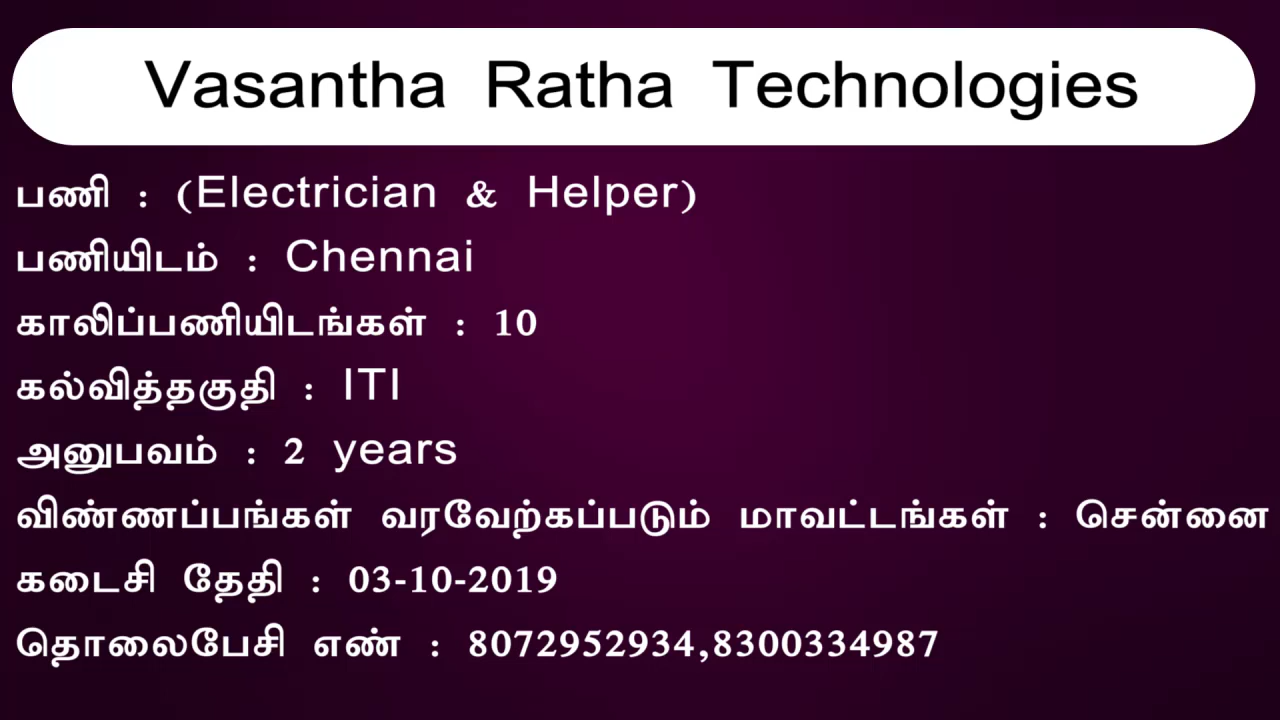 Vasantha Ratha Technologies
பணி : (Electrician & Helper)
பணியிடம் : Chennai
காலிப்பணியிடங்கள் : 10
கல்வித்தகுதி : ITI
அனுபவம் : 2 years
விண்ணப்பங்கள் வரவேற்கப்படும் மாவட்டங்கள் : சென்னை
கடைசி தேதி : 03-10-2019
தொலைபேசி எண் : 8072952934,8300334987